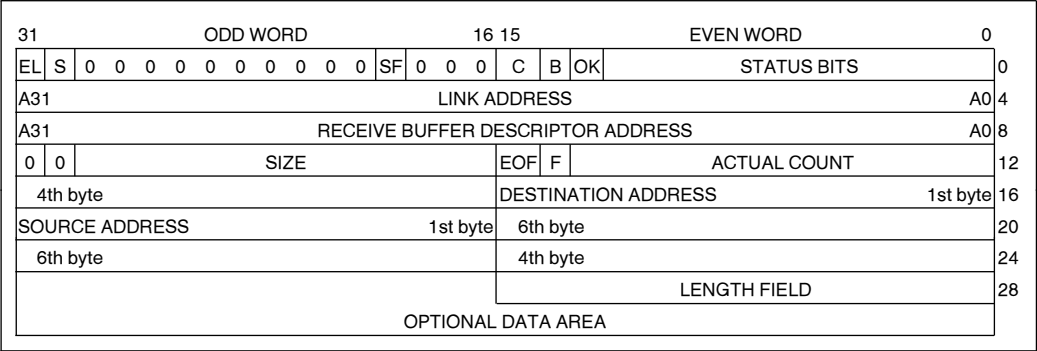 31 ODD WORD 16 15 EVEN WORD 0
EL S 0 0 0 0 0 0 0 0 0 0 SF 0 0 0 C B OK STATUS BITS 0
A31 LINK ADDRESS A0 4
A31 RECEIVE BUFFER DESCRIPTOR ADDRESS A0 8
0 0 SIZE EOF F ACTUAL COUNT 12
4th byte DESTINATION ADDRESS 1st byte 16
SOURCE ADDRESS 1st byte 6th byte 20
6th byte 4th byte 24
LENGTH FIELD 28
OPTIONAL DATA AREA